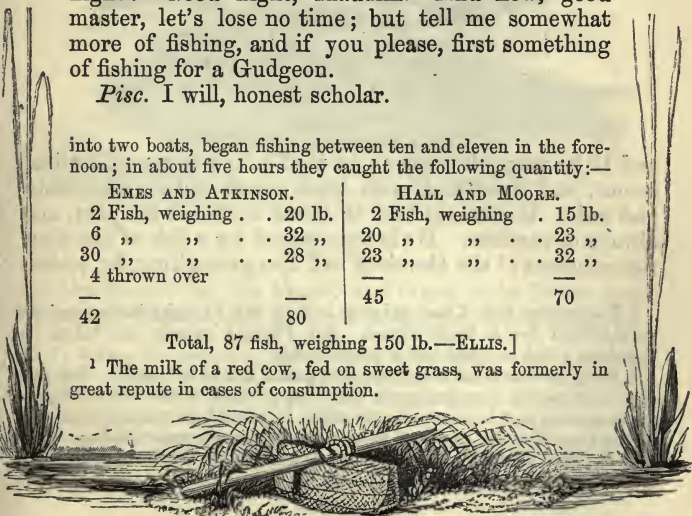 master, let's lose no time; but tell me somewhat
more of fishing, and if you please, first something
of fishing for a Gudgeon.
Pisc. I will, honest scholar.
into two boats, began fishing between ten and eleven in the fore-
noon; in about five hours they caught the following quantity:—
EMES AND ATKINSON.
2 Fish, weighing . . 20 lb.
6 „ „ . . 32 „
30 „ „ . . 28 „
4 thrown over
42 80
HALL AND MOORE.
2 Fish, weighing . 15 lb.
20 „ „ . . 23 „
23 „ „ . . 32 „
45 70
Total, 87 fish, weighing 150 lb.—ELLIS.]
1 The milk of a red cow, fed on sweet grass, was formerly in
great repute in cases of consumption.